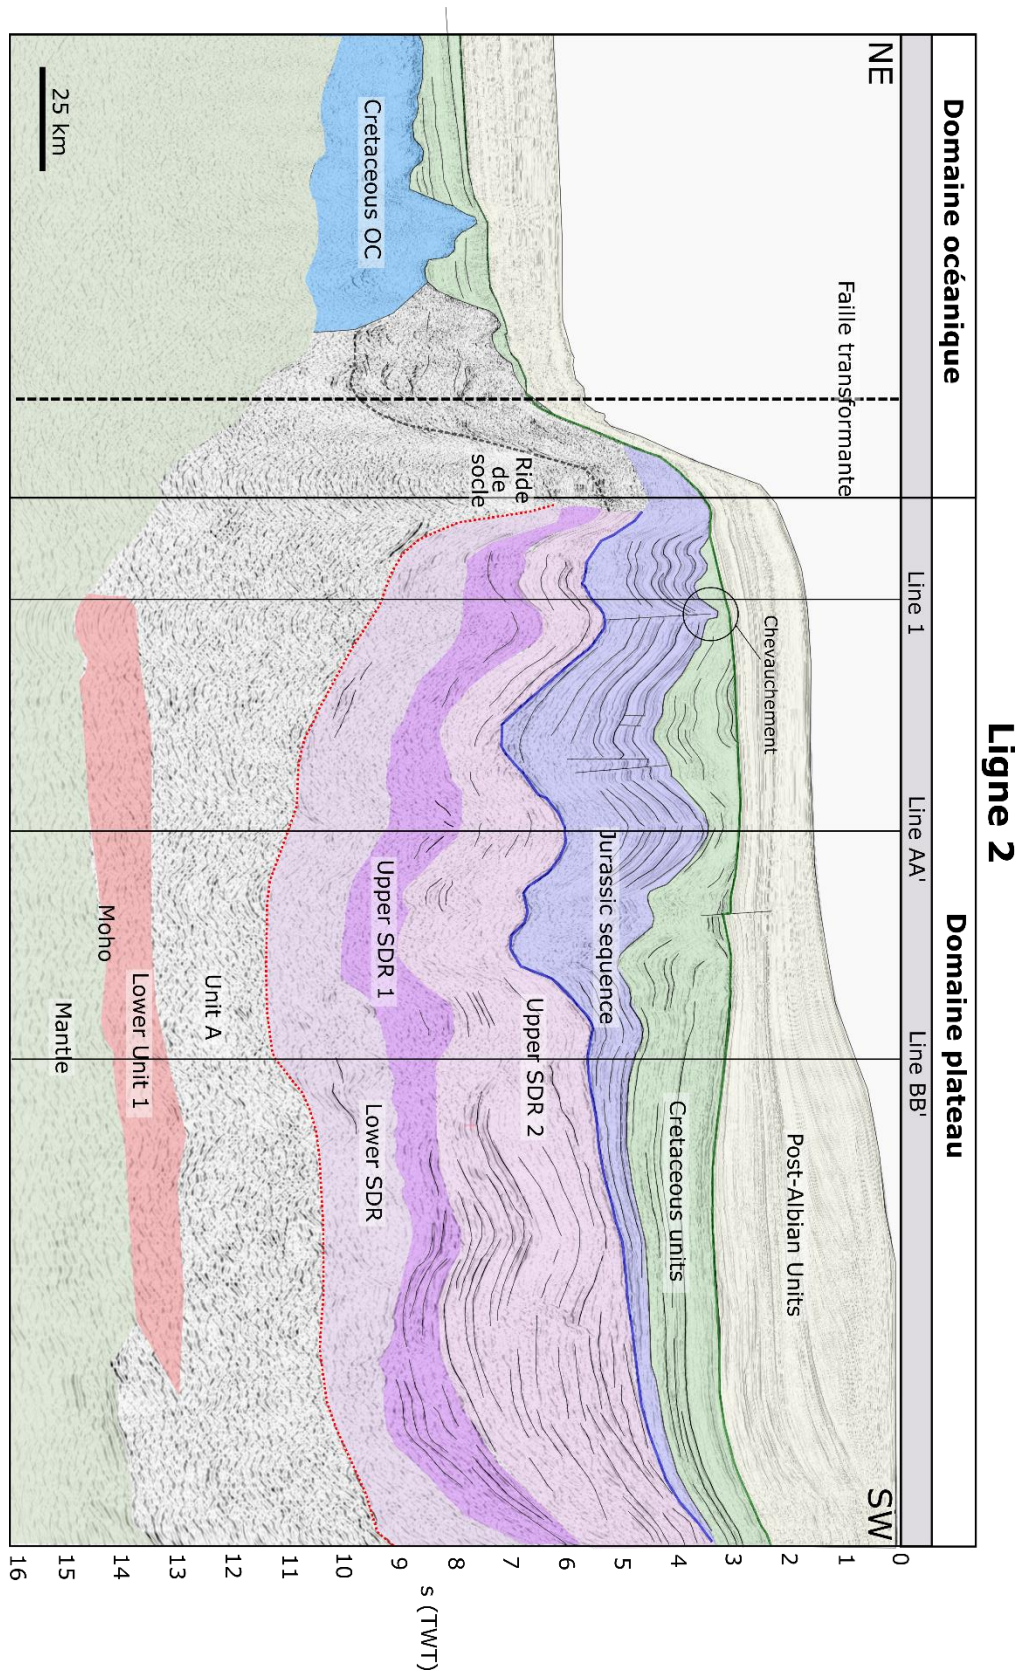 Ligne 2
Domaine océanique
Domaine plateau
Line 1
Line AA'
Line BB'
NE
SW
Faille transformante
Chevauchement
Post-Albian Units
Cretaceous units
Jurassic sequence
Ride
de
socle
Upper SDR 2
Upper SDR 1
Cretaceous OC
Lower SDR
Unit A
Lower Unit 1
Moho
Mantle
25 km
0
1
2
3
4
5
6
7
8
9
10
11
12
13
14
15
16
s (TWT)